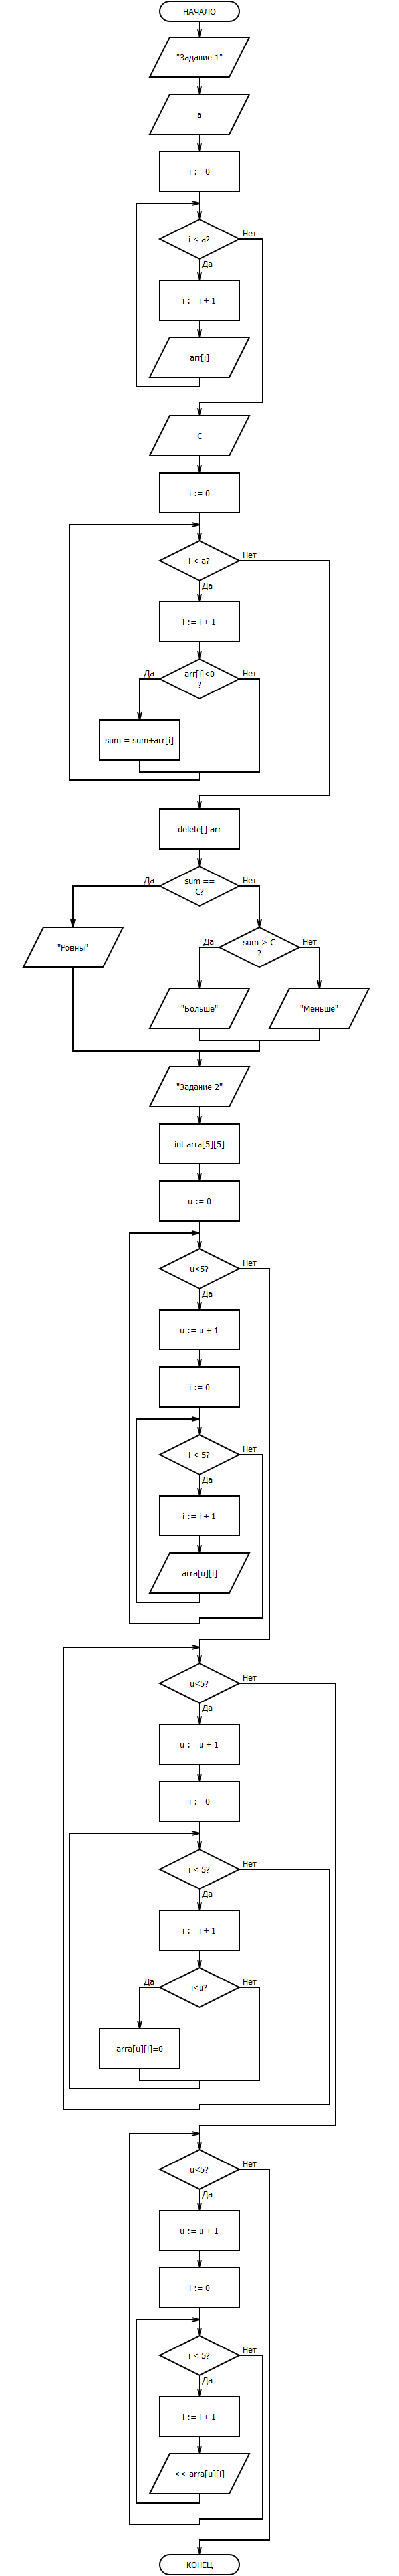 НАЧАЛО
"Задание 1"
a
i := 0
i < a?
Нет
Да
i := i + 1
arr[i]
C
i := 0
i < a?
Нет
Да
i := i + 1
Да
arr[i]<0
?
Нет
sum = sum+arr[i]
delete[] arr
Да
sum ==
C?
Нет
"Ровны"
Да
sum > C
?
Нет
"Больше"
"Меньше"
"Задание 2"
int arra[5][5]
u := 0
u<5?
Нет
Да
u := u + 1
i := 0
i < 5?
Нет
Да
i := i + 1
arra[u][i]
u<5?
Нет
Да
u := u + 1
i := 0
i < 5?
Нет
Да
i := i + 1
Да
i<u?
Нет
arra[u][i]=0
u<5?
Нет
Да
u := u + 1
i := 0
i < 5?
Нет
Да
i := i + 1
<< arra[u][i]
КОНЕЦ